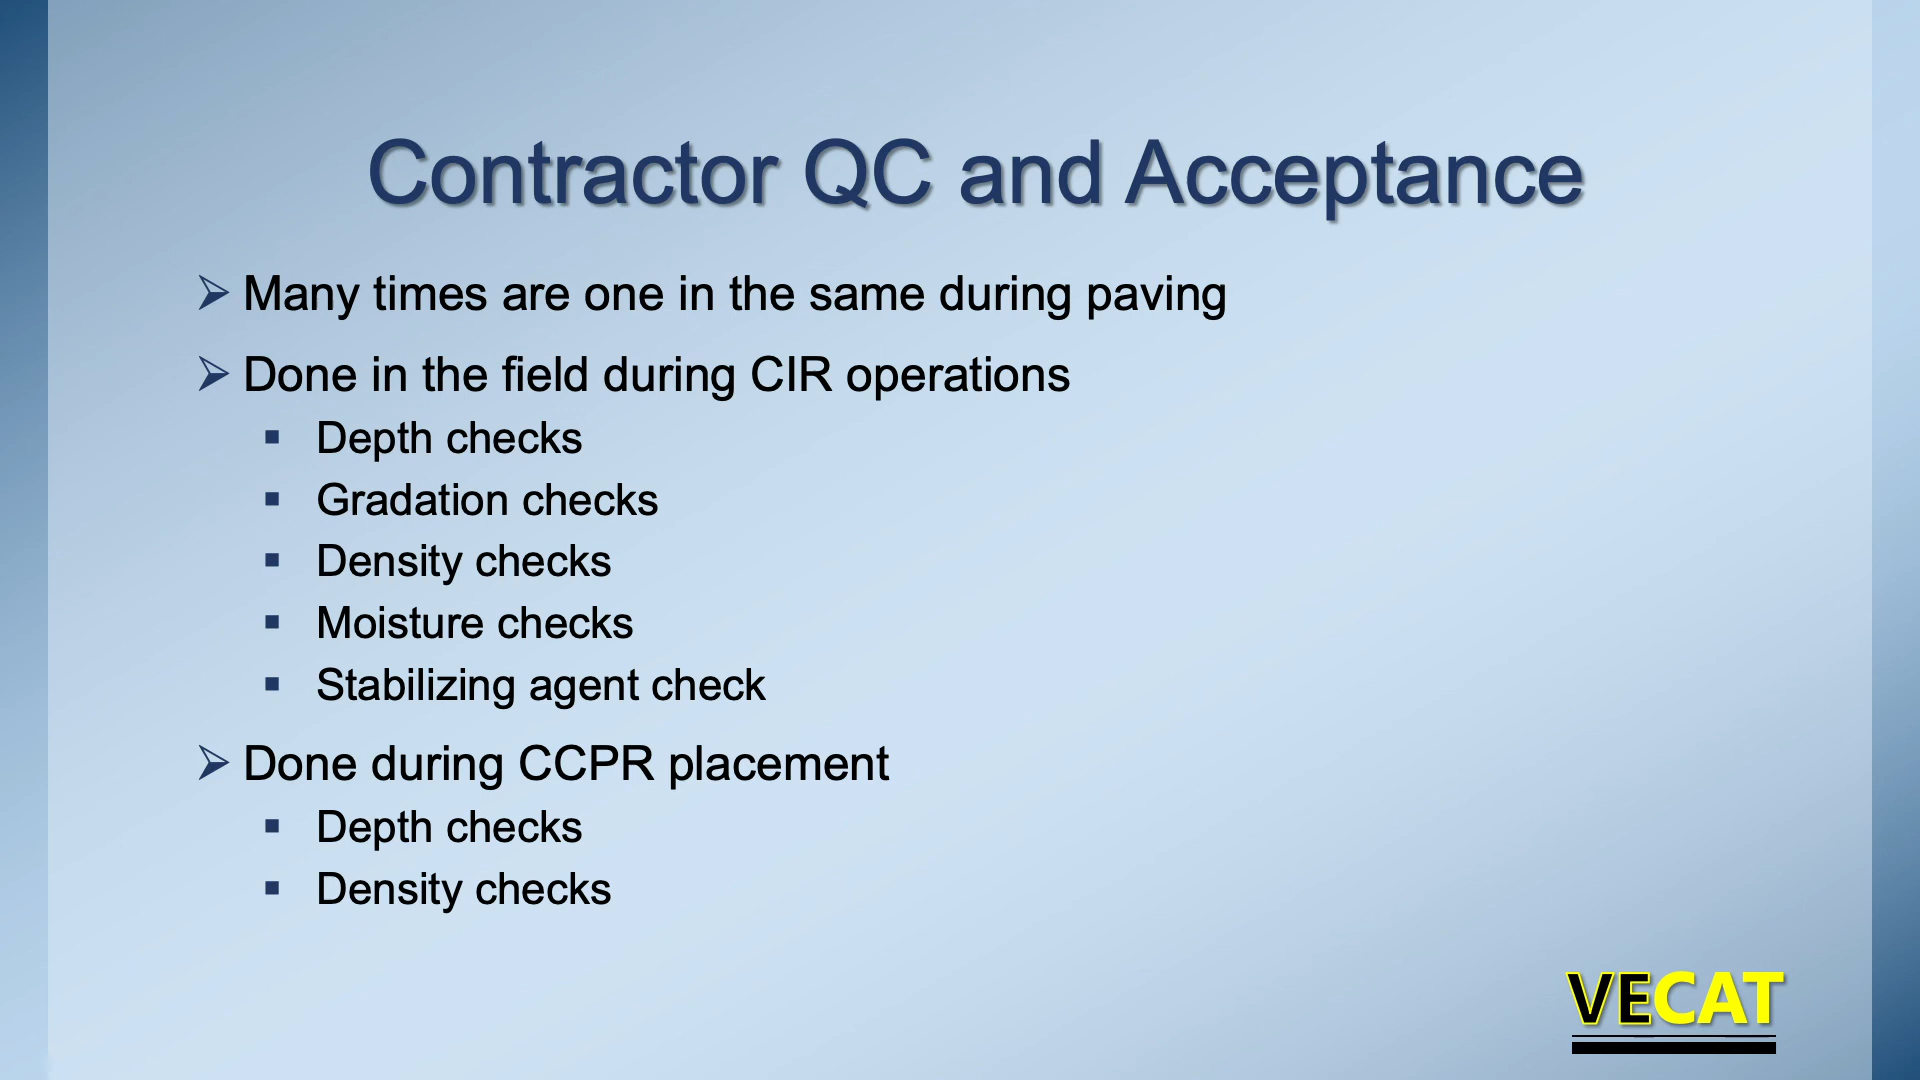 Contractor QC and Acceptance
Many times are one in the same during paving
Done in the field during CIR operations
Depth checks
Gradation checks
Density checks
Moisture checks
Stabilizing agent check
Done during CCPR placement
Depth checks
Density checks
VECAT